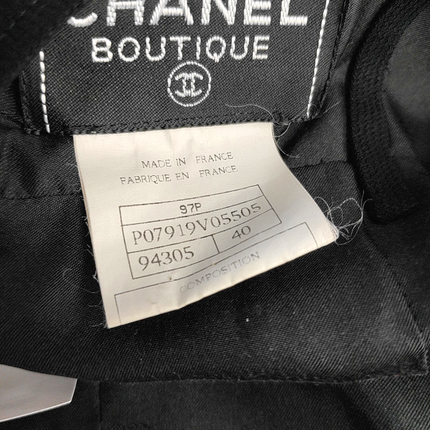 CHANEL
BOUTIQUE
MADE IN FRANCE
FABRIQUE EN FRANCE
97P
P07919V05505
94305 40
COMPOSITION